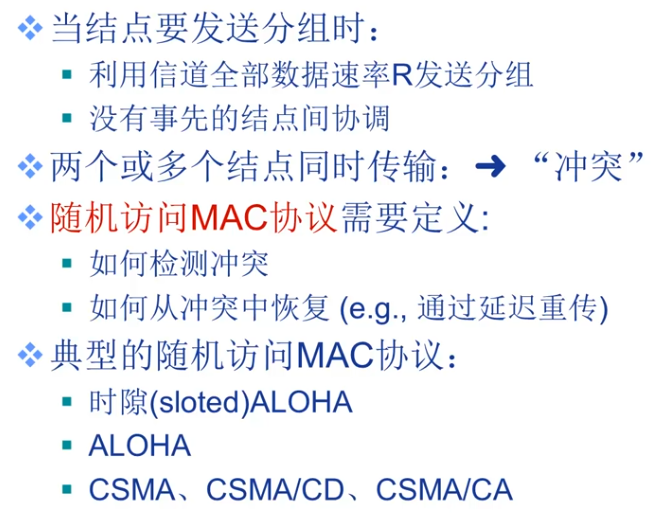 当结点要发送分组时：
利用信道全部数据速率R发送分组
没有事先的结点间协调
两个或多个结点同时传输：➜ “冲突”
随机访问MAC协议需要定义:
如何检测冲突
如何从冲突中恢复 (e.g., 通过延迟重传)
典型的随机访问MAC协议：
时隙(sloted)ALOHA
ALOHA
CSMA、CSMA/CD、CSMA/CA